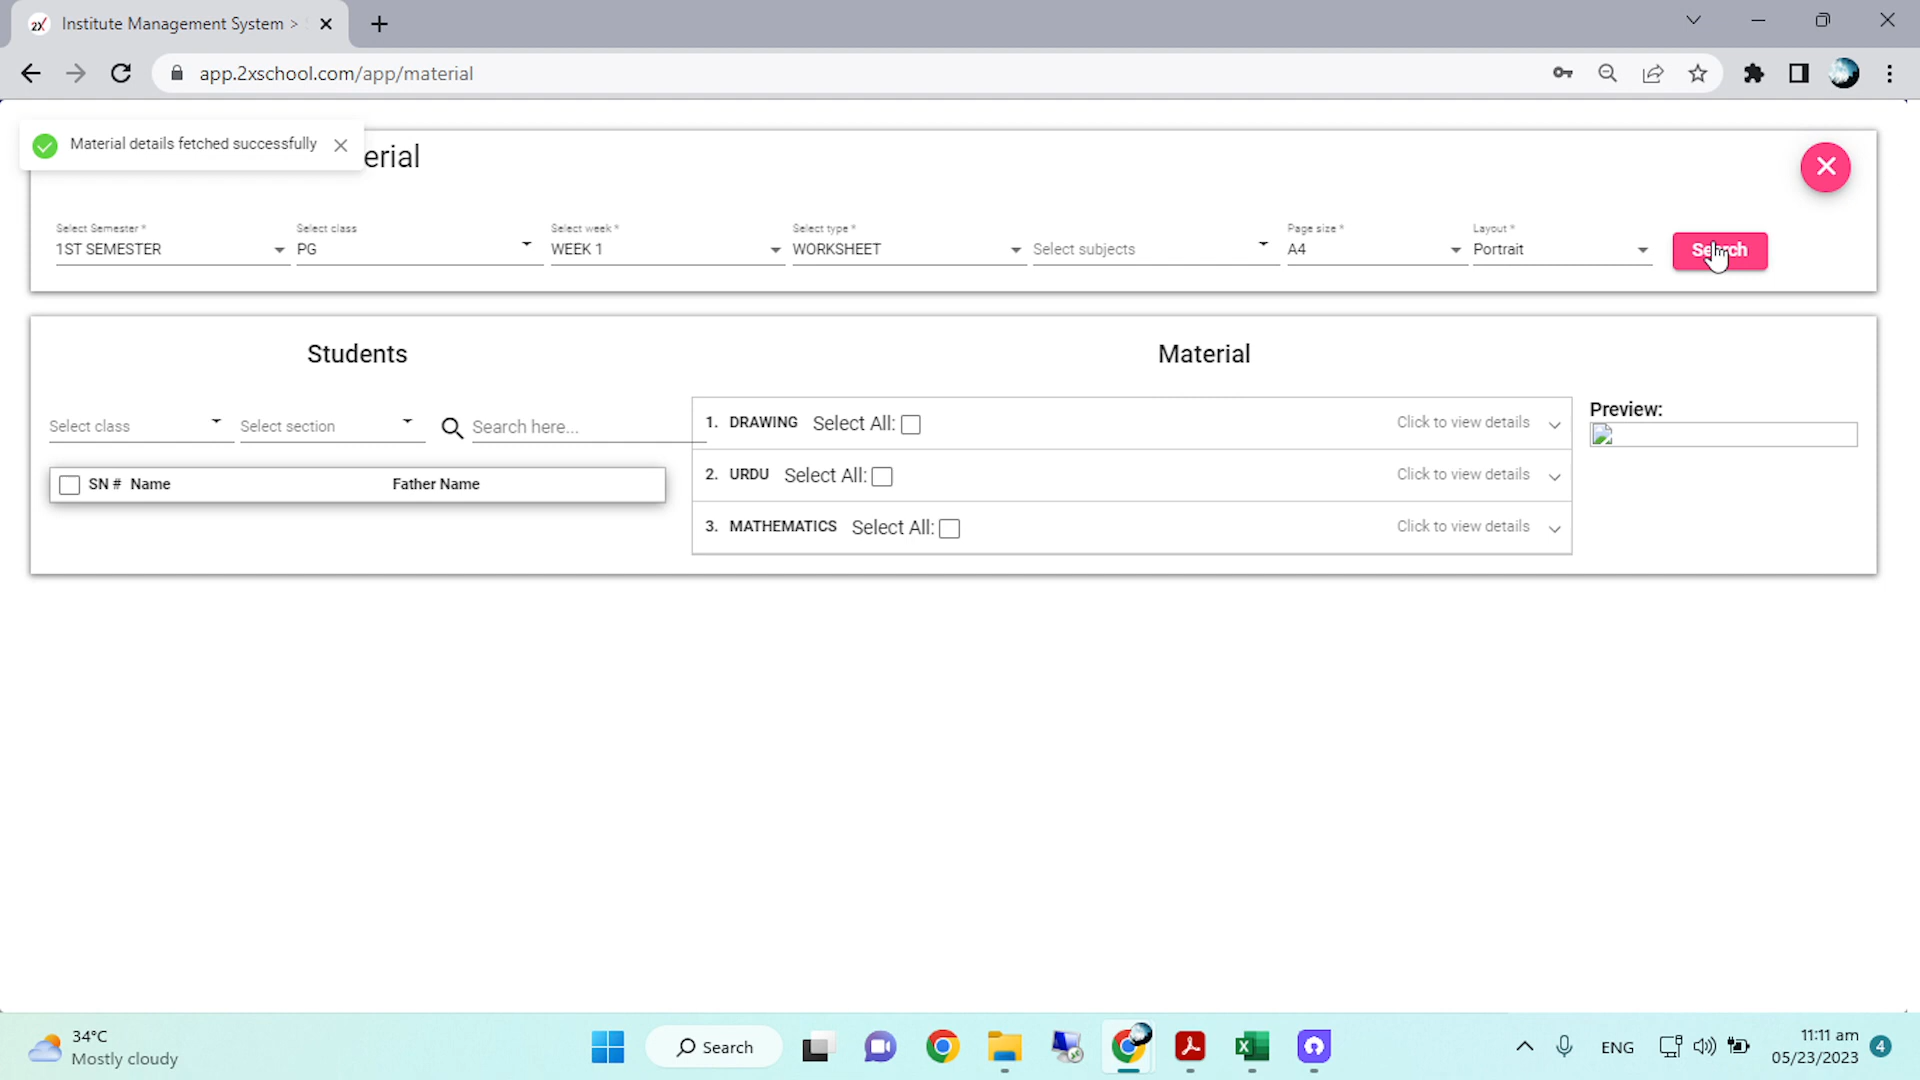 Institute Management System >
app.2xschool.com/app/material
Material details fetched successfully
erial
Select Semester *
1ST SEMESTER
Select class
PG
Select week *
WEEK 1
Select type *
WORKSHEET
Select subjects
Page size *
A4
Layout *
Portrait
Search
Students
Material
Select class
Select section
Search here...
SN # Name
Father Name
1. DRAWING Select All:
Click to view details
2. URDU Select All:
Click to view details
3. MATHEMATICS Select All:
Click to view details
Preview:
34°C
Mostly cloudy
Search
ENG
11:11 am
05/23/2023
4